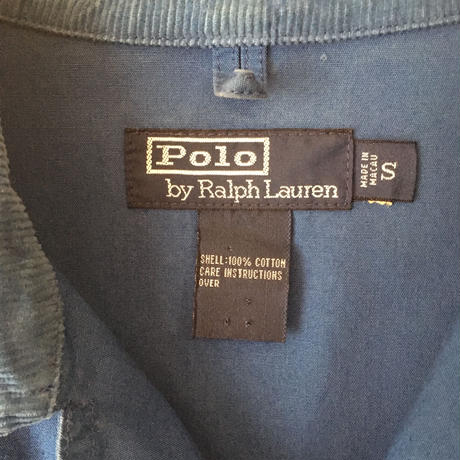 Polo
by Ralph Lauren
MADE IN
MACAU
S
SHELL:100% COTTON
CARE INSTRUCTIONS
OVER